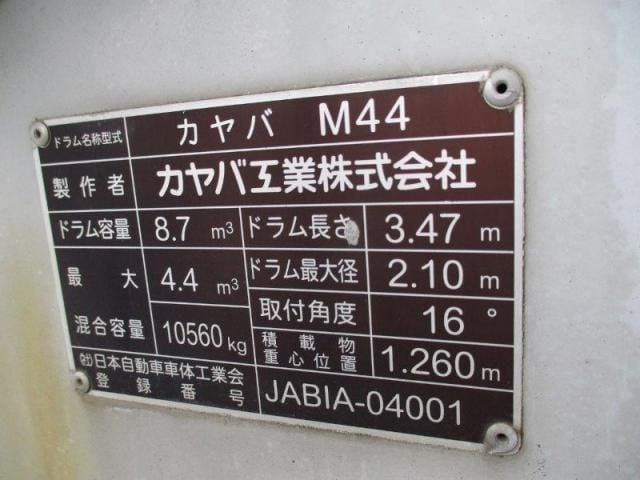 ドラム名称型式 カヤバ M44
製作者 カヤバ工業株式会社
ドラム容量 8.7 m³ ドラム長さ 3.47 m
最大混合容量 4.4 m³ ドラム最大径 2.10 m
10560 kg 取付角度 16 °
積載物重心位置 1.260 m
(社)日本自動車車体工業会
登録番号 JABIA-04001